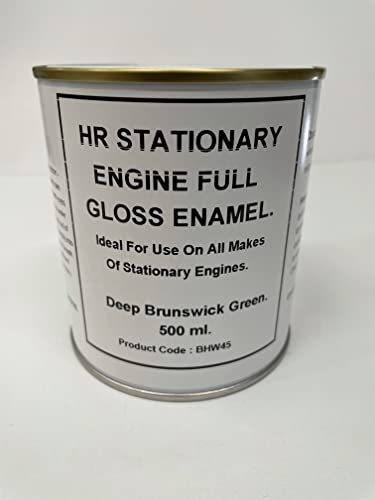 HR STATIONARY
ENGINE FULL
GLOSS ENAMEL.
Ideal For Use On All Makes
Of Stationary Engines.
Deep Brunswick Green.
500 ml.
Product Code : BHW45